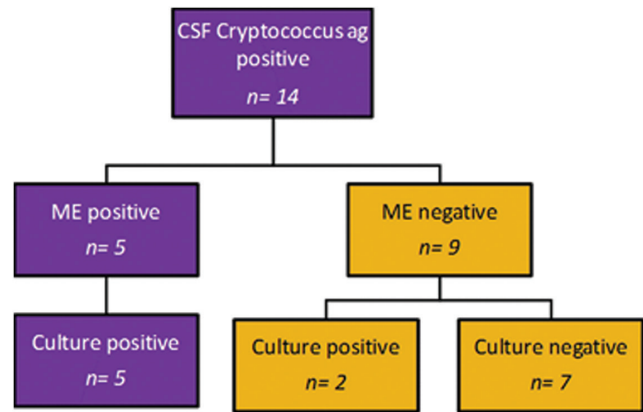 CSF Cryptococcus ag
positive
n= 14
ME positive
n= 5
ME negative
n= 9
Culture positive
n= 5
Culture positive
n= 2
Culture negative
n= 7